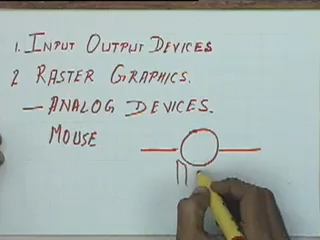 1. INPUT OUTPUT DEVICES
2 RASTER GRAPHICS.
— ANALOG DEVICES.
MOUSE